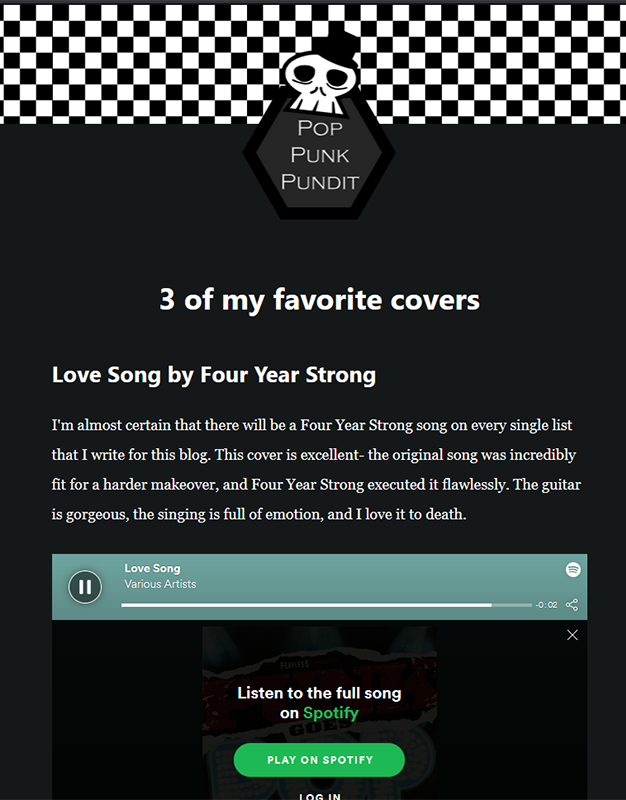 POP
PUNK
PUNDIT
3 of my favorite covers
Love Song by Four Year Strong
I'm almost certain that there will be a Four Year Strong song on every single list
that I write for this blog. This cover is excellent- the original song was incredibly
fit for a harder makeover, and Four Year Strong executed it flawlessly. The guitar
is gorgeous, the singing is full of emotion, and I love it to death.
Love Song
Various Artists
-0:02
Listen to the full song
on Spotify
PLAY ON SPOTIFY
LOG IN
GOES
POP